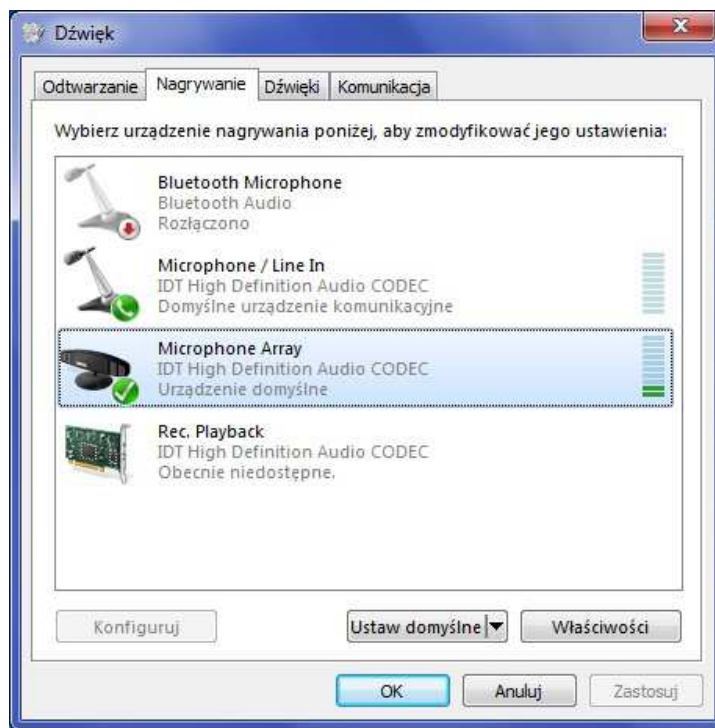 Dźwięk
Odtwarzanie Nagrywanie Dźwięki Komunikacja
Wybierz urządzenie nagrywania poniżej, aby zmodyfikować jego ustawienia:
Bluetooth Microphone
Bluetooth Audio
Rozłączono
Microphone / Line In
IDT High Definition Audio CODEC
Domyślne urządzenie komunikacyjne
Microphone Array
IDT High Definition Audio CODEC
Urządzenie domyślne
Rec. Playback
IDT High Definition Audio CODEC
Obecnie niedostępne.
Konfiguruj Ustaw domyślne Właściwości
OK Anuluj Zastosuj